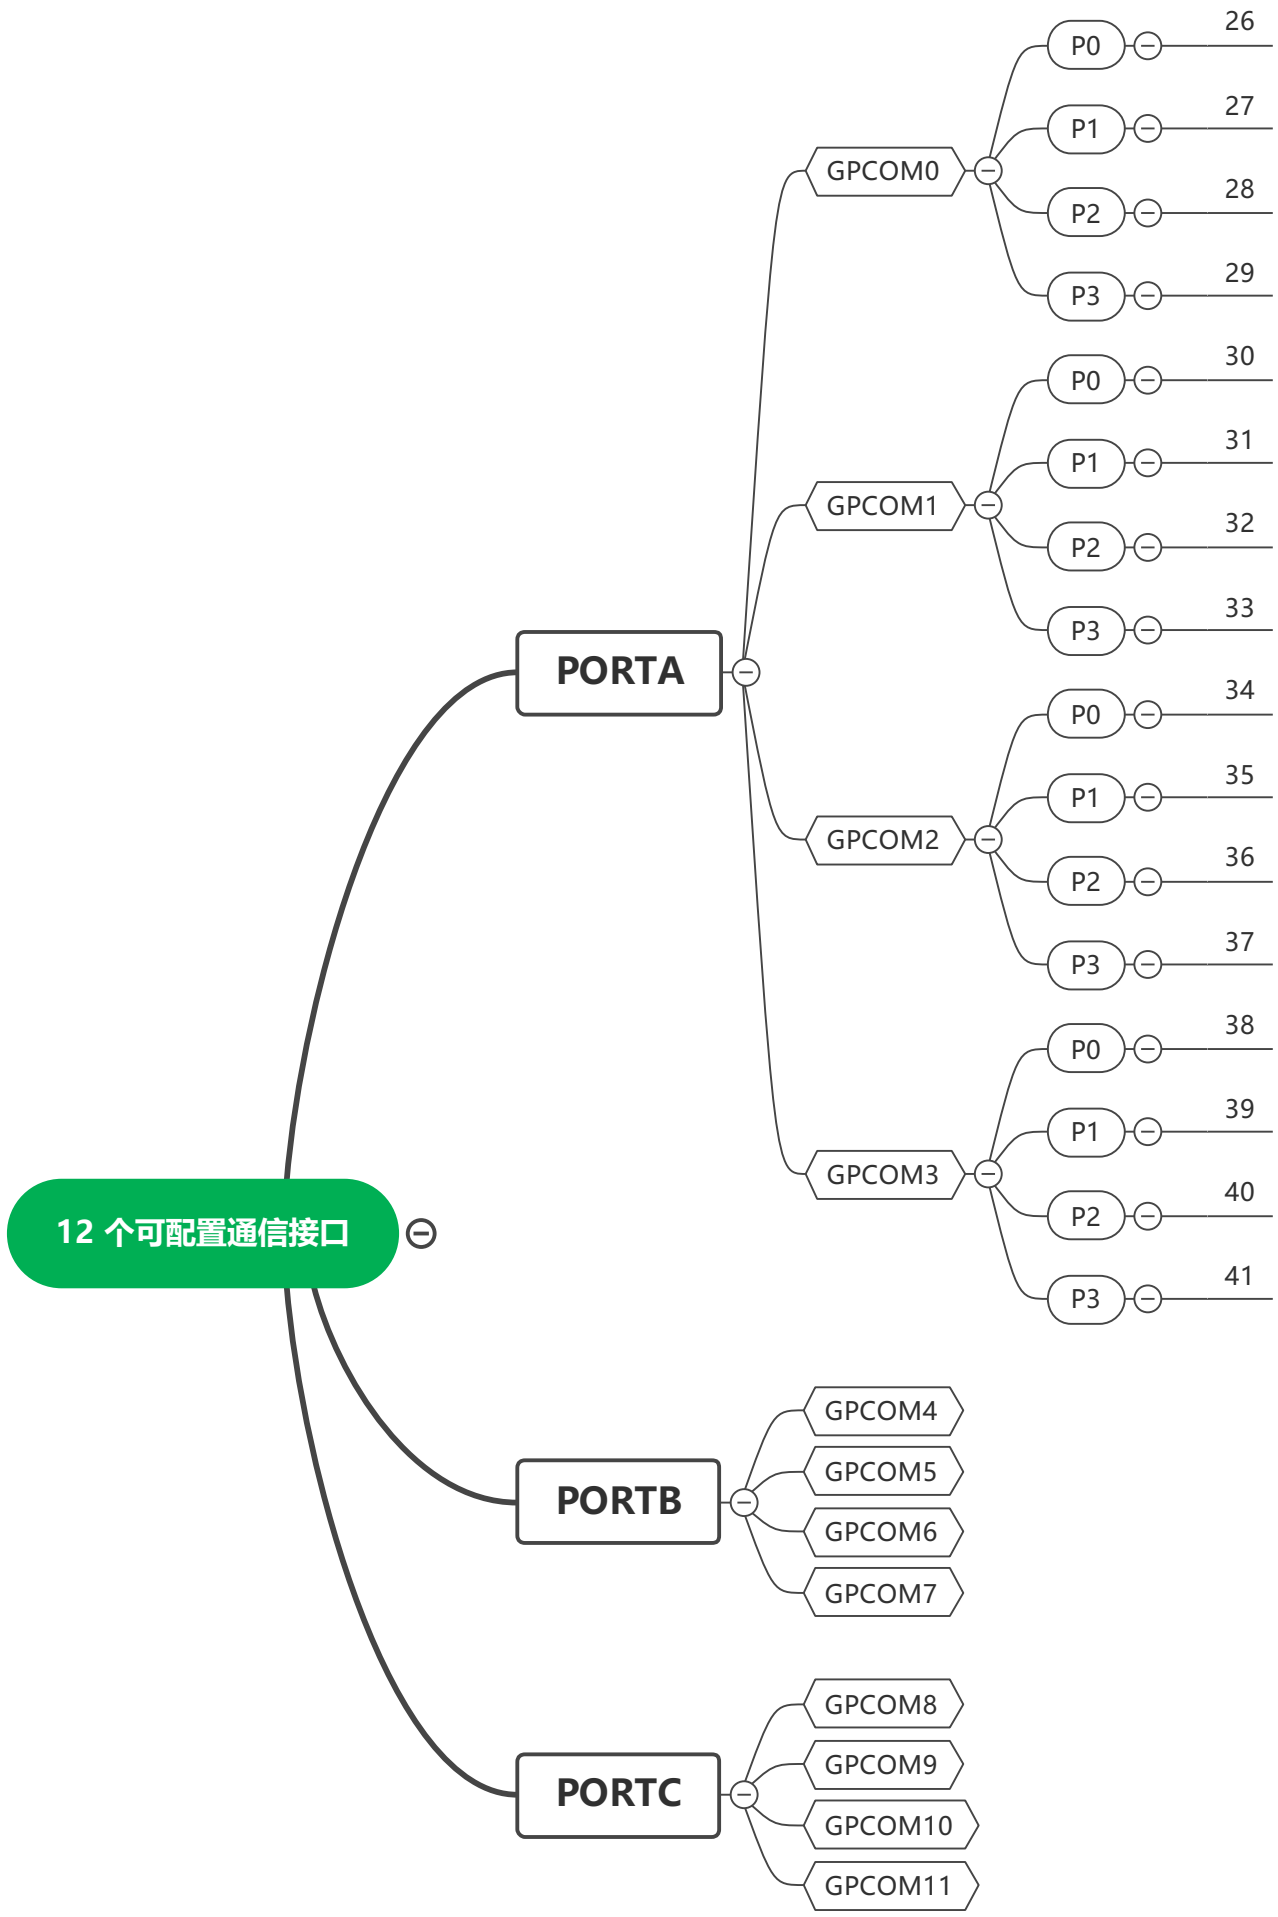 12 个可配置通信接口
PORTA
GPCOM0
P0
26
P1
27
P2
28
P3
29
GPCOM1
P0
30
P1
31
P2
32
P3
33
GPCOM2
P0
34
P1
35
P2
36
P3
37
GPCOM3
P0
38
P1
39
P2
40
P3
41
PORTB
GPCOM4
GPCOM5
GPCOM6
GPCOM7
PORTC
GPCOM8
GPCOM9
GPCOM10
GPCOM11